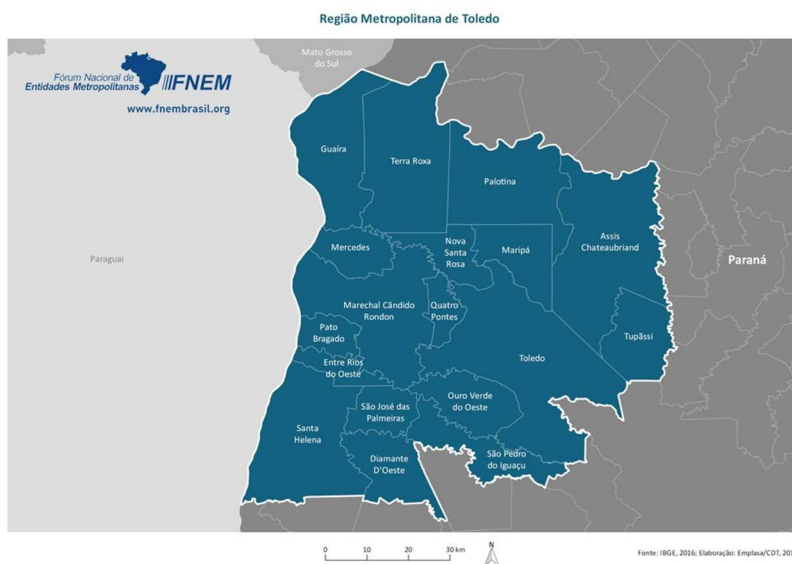 Região Metropolitana de Toledo
Mato Grosso
do Sul
Fórum Nacional de
Entidades Metropolitanas
FNEM
www.fnembrasil.org
Guaíra
Terra Roxa
Palotina
Assis
Chateaubriand
Mercedes
Nova
Santa
Rosa
Maripá
Paraguai
Paraná
Marechal Cândido
Rondon
Quatro
Pontes
Pato
Bragado
Tupãssi
Toledo
Entre Rios
do Oeste
Ouro Verde
do Oeste
São José das
Palmeiras
Santa
Helena
São Pedro
do Iguaçu
Diamante
D'Oeste
0 10 20 30 km
N
Fonte: IBGE, 2016; Elaboração: Emplasa/CDT, 201